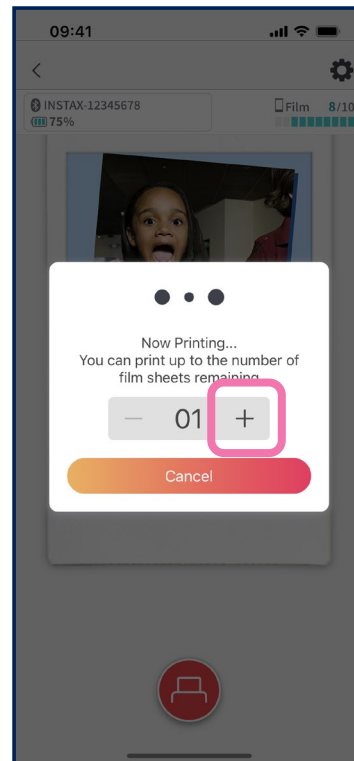 09:41
INSTAX-12345678
75%
Film 8/10
Now Printing...
You can print up to the number of
film sheets remaining
01
Cancel